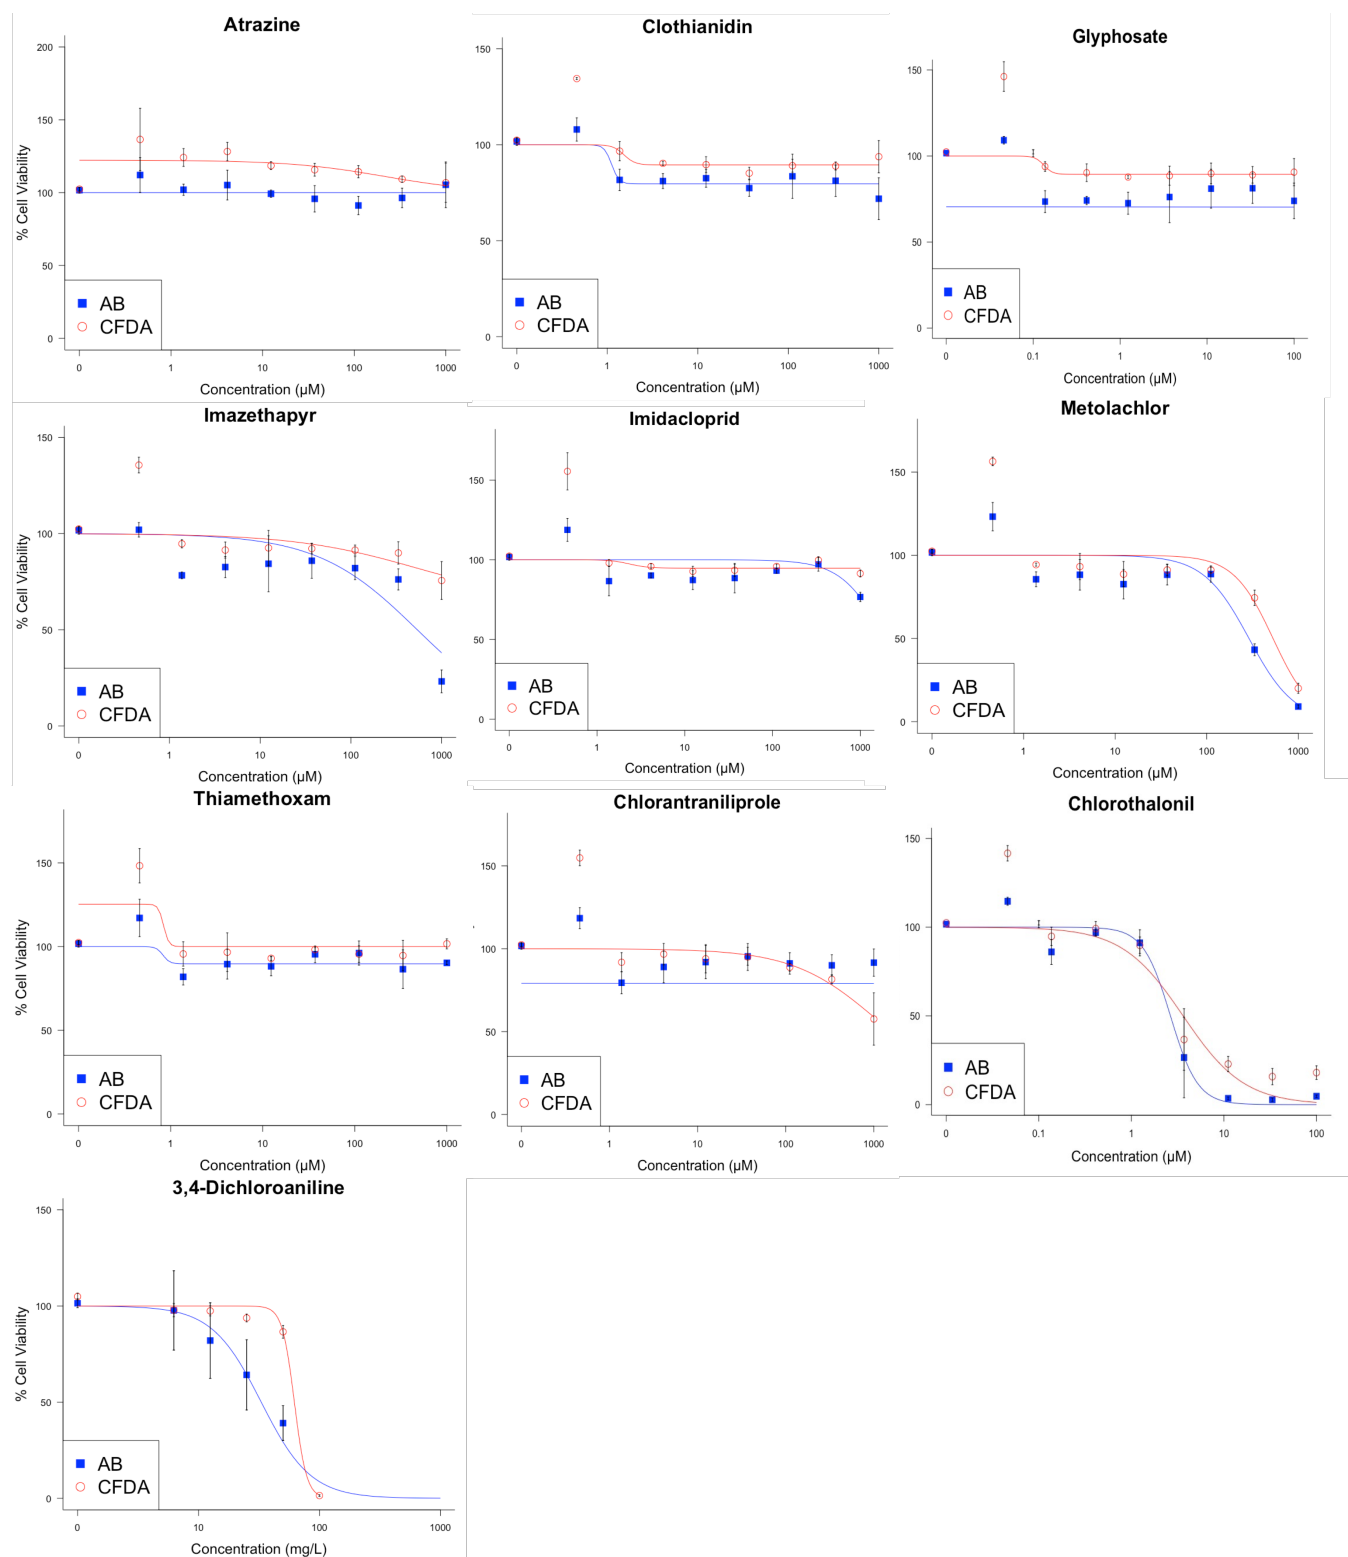 Atrazine
% Cell Viability
200
150
100
50
0
AB
CFDA
0 1 10 100 1000
Concentration (µM)
Clothianidin
150
100
50
0
AB
CFDA
0 1 10 100 1000
Concentration (µM)
Glyphosate
150
100
50
0
AB
CFDA
0 0.1 1 10 100
Concentration (µM)
Imazethapyr
% Cell Viability
150
100
50
0
AB
CFDA
0 1 10 100 1000
Concentration (µM)
Imidacloprid
150
100
50
0
AB
CFDA
0 1 10 100 1000
Concentration (µM)
Metolachlor
150
100
50
0
AB
CFDA
0 1 10 100 1000
Concentration (µM)
Thiamethoxam
% Cell Viability
150
100
50
0
AB
CFDA
0 1 10 100 1000
Concentration (µM)
Chlorantraniliprole
150
100
50
0
AB
CFDA
0 1 10 100 1000
Concentration (µM)
Chlorothalonil
150
100
50
0
AB
CFDA
0 0.1 1 10 100
Concentration (µM)
3,4-Dichloroaniline
% Cell Viability
150
100
50
0
AB
CFDA
0 10 100 1000
Concentration (mg/L)